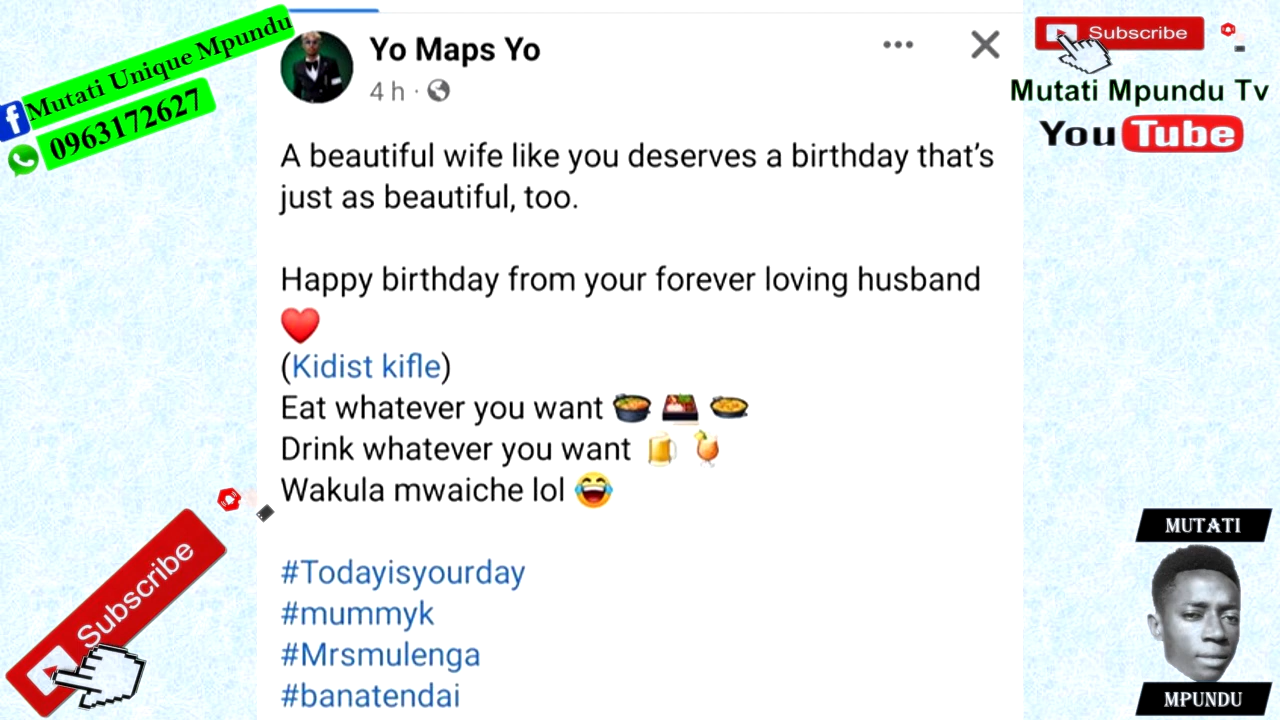 Mutati Unique Mpundu
0963172627
Yo Maps Yo
4 h ·
A beautiful wife like you deserves a birthday that's
just as beautiful, too.
Happy birthday from your forever loving husband
❤️
(Kidist kifle)
Eat whatever you want 🥘 🍱 🥘
Drink whatever you want 🍺 🍹
Wakula mwaiche lol 😂
#Todayisyourday
#mummyk
#Mrsmulenga
#banatendai
Subscribe
Mutati Mpundu Tv
YouTube
Subscribe
MUTATI
MPUNDU